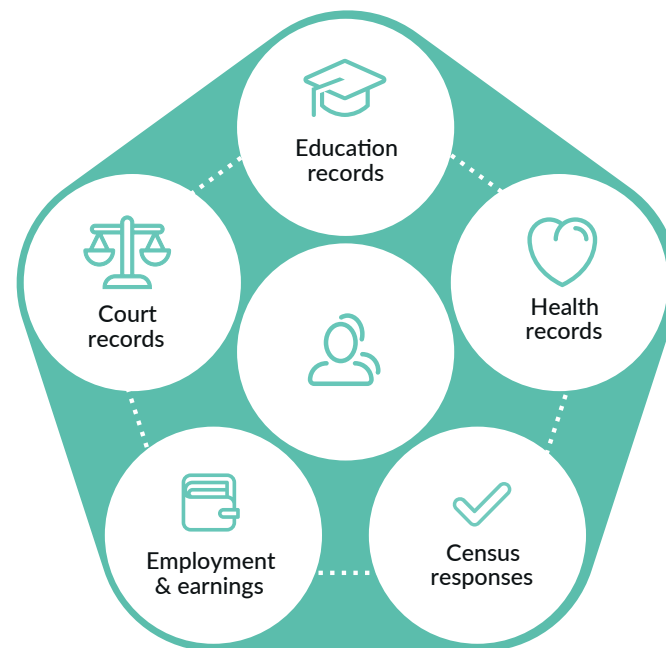 Education
records
Court
records
Health
records
Employment
& earnings
Census
responses